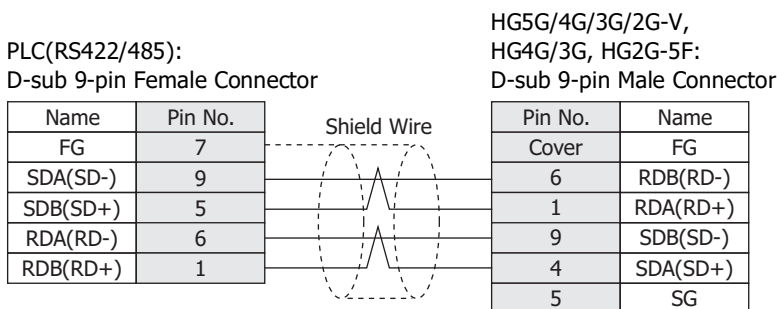 HG5G/4G/3G/2G-V,
PLC(RS422/485): HG4G/3G, HG2G-5F:
D-sub 9-pin Female Connector D-sub 9-pin Male Connector
Name Pin No. Shield Wire Pin No. Name
FG 7 Cover FG
SDA(SD-) 9 6 RDB(RD-)
SDB(SD+) 5 1 RDA(RD+)
RDA(RD-) 6 9 SDB(SD-)
RDB(RD+) 1 4 SDA(SD+)
5 SG